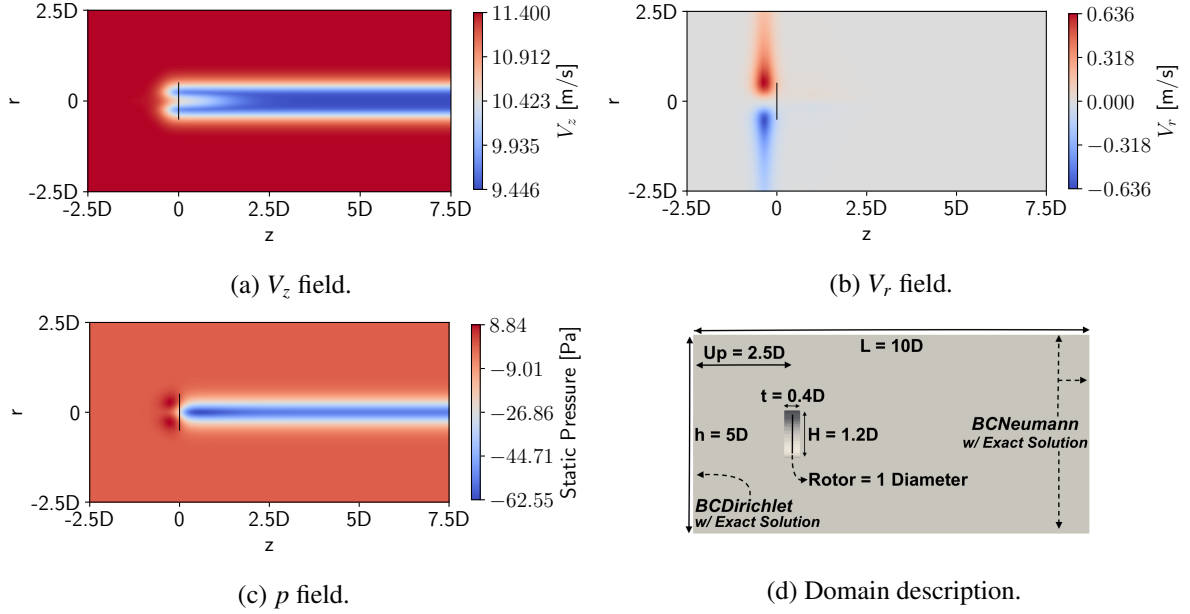 2.5D
0
-2.5D
r
-2.5D 0 2.5D 5D 7.5D
z
11.400
10.912
10.423
9.935
9.446
V_z [m/s]
(a) V_z field.
2.5D
0
-2.5D
r
-2.5D 0 2.5D 5D 7.5D
z
0.636
0.318
0.000
−0.318
−0.636
V_r [m/s]
(b) V_r field.
2.5D
0
-2.5D
r
-2.5D 0 2.5D 5D 7.5D
z
8.84
−9.01
−26.86
−44.71
−62.55
Static Pressure [Pa]
(c) p field.
L = 10D
Up = 2.5D
t = 0.4D
h = 5D
H = 1.2D
BCNeumann
w/ Exact Solution
Rotor = 1 Diameter
BCDirichlet
w/ Exact Solution
(d) Domain description.